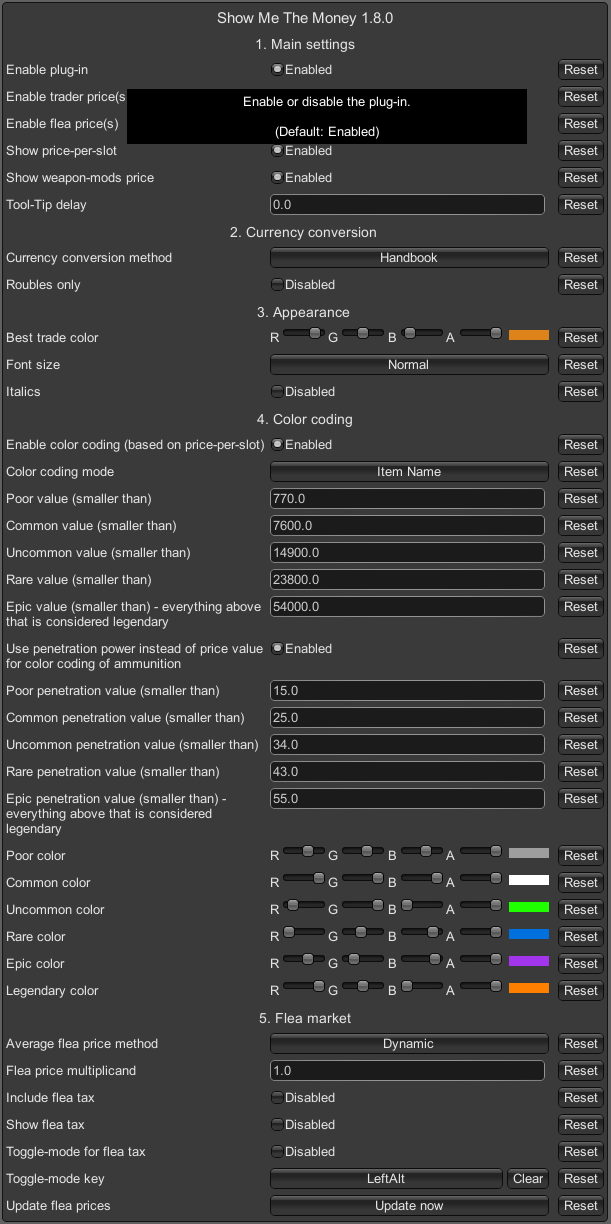 Show Me The Money 1.8.0
1. Main settings
Enable plug-in Enabled Reset
Enable trader price(s Reset
Enable or disable the plug-in.
Enable flea price(s) Reset
(Default: Enabled)
Show price-per-slot Enabled Reset
Show weapon-mods price Enabled Reset
Tool-Tip delay 0.0 Reset
2. Currency conversion
Currency conversion method Handbook Reset
Roubles only Disabled Reset
3. Appearance
Best trade color R G B A Reset
Font size Normal Reset
Italics Disabled Reset
4. Color coding
Enable color coding (based on price-per-slot) Enabled Reset
Color coding mode Item Name Reset
Poor value (smaller than) 770.0 Reset
Common value (smaller than) 7600.0 Reset
Uncommon value (smaller than) 14900.0 Reset
Rare value (smaller than) 23800.0 Reset
Epic value (smaller than) - everything above 54000.0 Reset
that is considered legendary
Use penetration power instead of price value Enabled Reset
for color coding of ammunition
Poor penetration value (smaller than) 15.0 Reset
Common penetration value (smaller than) 25.0 Reset
Uncommon penetration value (smaller than) 34.0 Reset
Rare penetration value (smaller than) 43.0 Reset
Epic penetration value (smaller than) - 55.0 Reset
everything above that is considered
legendary
Poor color R G B A Reset
Common color R G B A Reset
Uncommon color R G B A Reset
Rare color R G B A Reset
Epic color R G B A Reset
Legendary color R G B A Reset
5. Flea market
Average flea price method Dynamic Reset
Flea price multiplicand 1.0 Reset
Include flea tax Disabled Reset
Show flea tax Disabled Reset
Toggle-mode for flea tax Disabled Reset
Toggle-mode key LeftAlt Clear Reset
Update flea prices Update now Reset